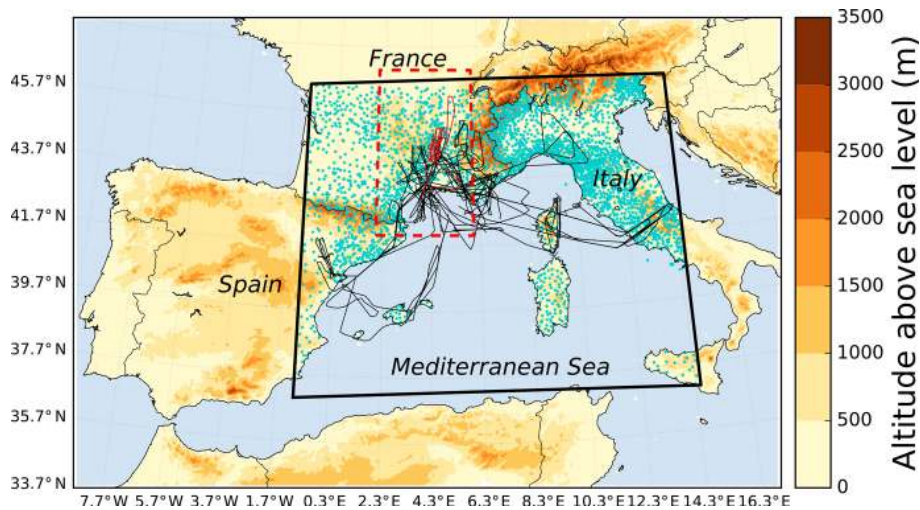 France
Italy
Spain
Mediterranean Sea
45.7° N
43.7° N
41.7° N
39.7° N
37.7° N
35.7° N
33.7° N
7.7° W 5.7° W 3.7° W 1.7° W 0.3° E 2.3° E 4.3° E 6.3° E 8.3° E 10.3° E 12.3° E 14.3° E 16.3° E
3500
3000
2500
2000
1500
1000
500
0
Altitude above sea level (m)